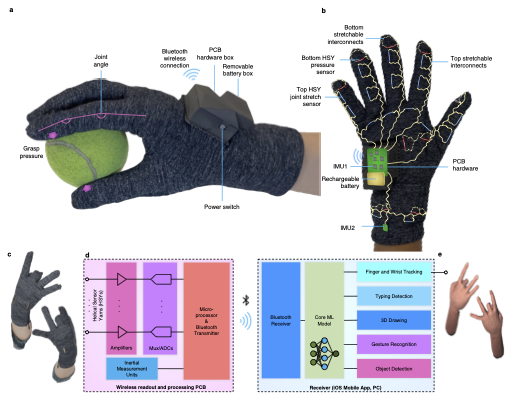 a
Joint
angle
Bluetooth
wireless
connection
PCB
hardware box
Removable
battery box
Grasp
pressure
Power switch
b
Bottom
stretchable
interconnects
Bottom HSY
pressure
sensor
Top HSY
joint stretch
sensor
Top stretchable
interconnects
IMU1
Rechargeable
battery
PCB
hardware
IMU2
c
d
Helical Sensor
Yarns (HSYs)
Amplifiers
Mux/ADCs
Inertial
Measurement
Units
Micro-
processor
&
Bluetooth
Transmitter
Wireless readout and processing PCB
Bluetooth
Receiver
Core ML
Model
Finger and Wrist Tracking
Typing Detection
3D Drawing
Gesture Recognition
Object Detection
Receiver (iOS Mobile App, PC)
e